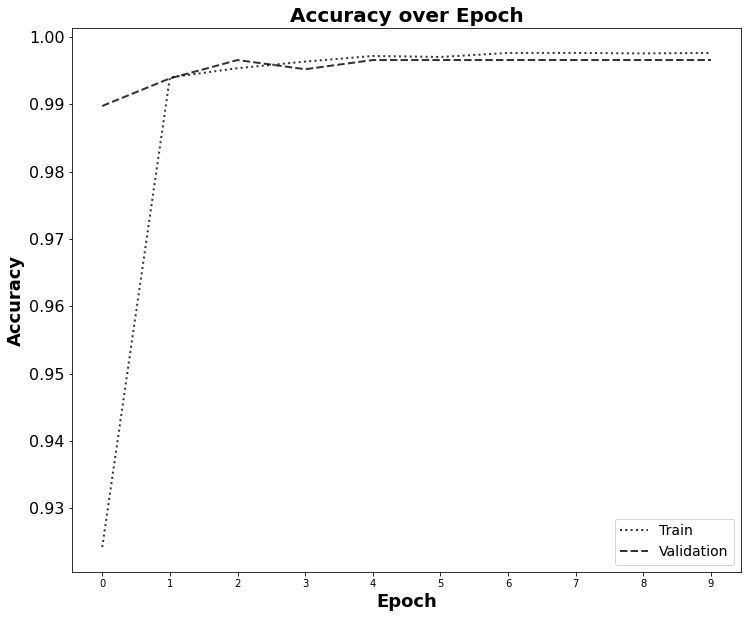 Accuracy over Epoch
1.00
0.99
0.98
0.97
0.96
0.95
0.94
0.93
Accuracy
Train
Validation
0 1 2 3 4 5 6 7 8 9
Epoch